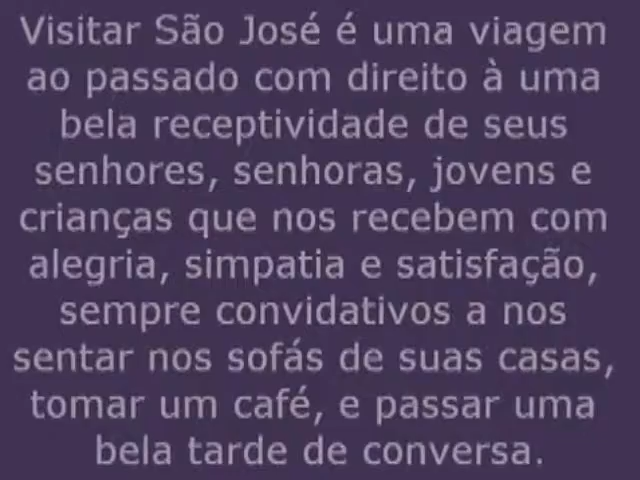 Visitar São José é uma viagem
ao passado com direito à uma
bela receptividade de seus
senhores, senhoras, jovens e
crianças que nos recebem com
alegria, simpatia e satisfação,
sempre convidativos a nos
sentar nos sofás de suas casas,
tomar um café, e passar uma
bela tarde de conversa.